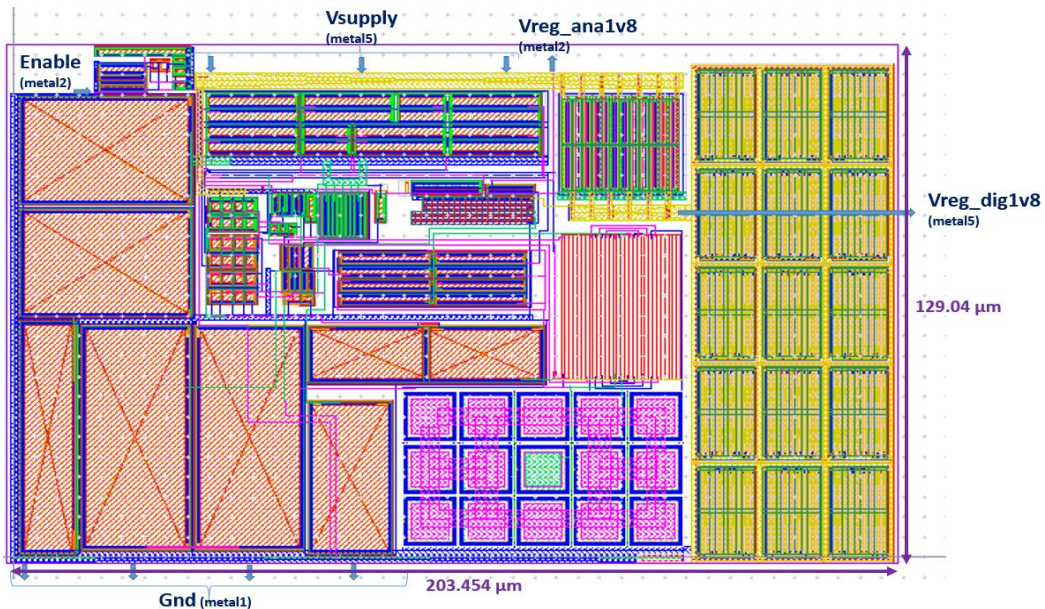 Vsupply
(metal5)
Vreg_ana1v8
(metal2)
Enable
(metal2)
Vreg_dig1v8
(metal5)
129.04 µm
203.454 µm
Gnd (metal1)